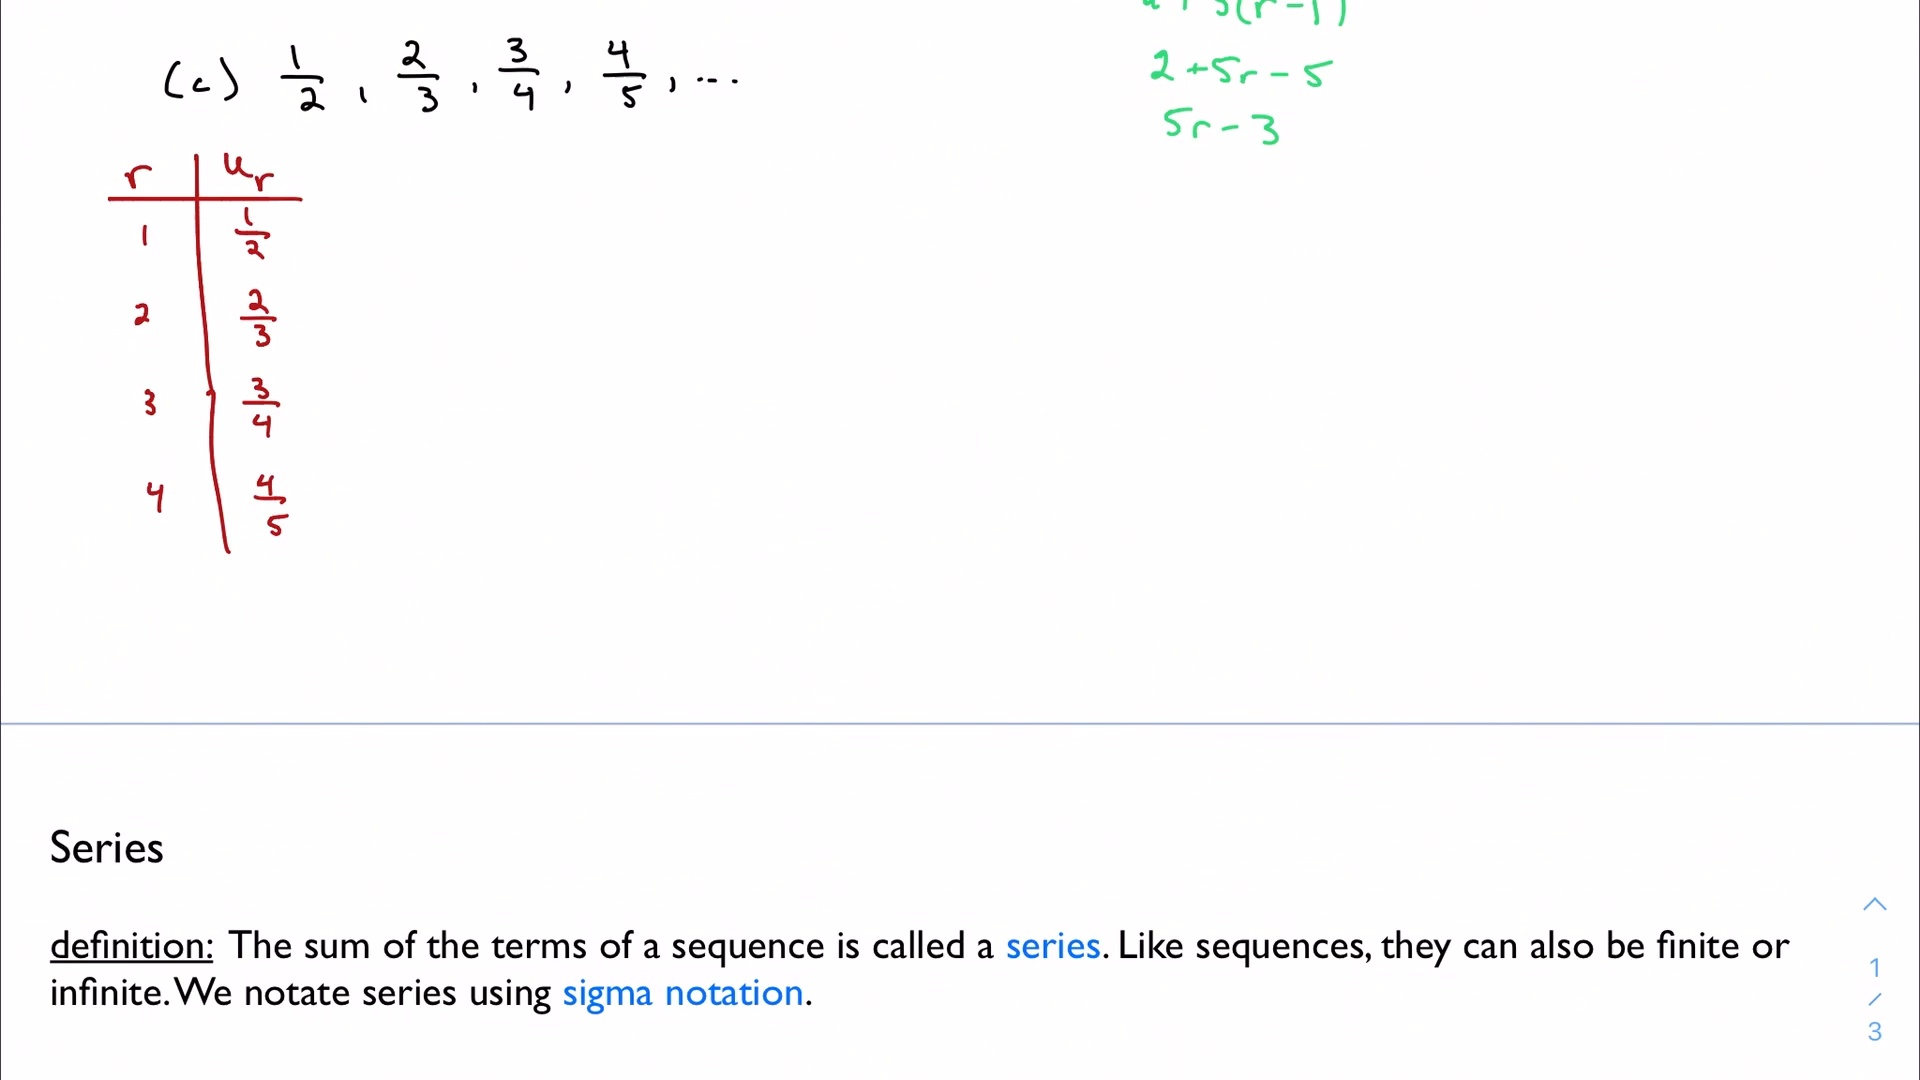 (c) 1/2, 2/3, 3/4, 4/5, ...
2 + 5r - 5
5r - 3
r | u_r
1 | 1/2
2 | 2/3
3 | 3/4
4 | 4/5
Series
definition: The sum of the terms of a sequence is called a series. Like sequences, they can also be finite or
infinite. We notate series using sigma notation.
1
/
3